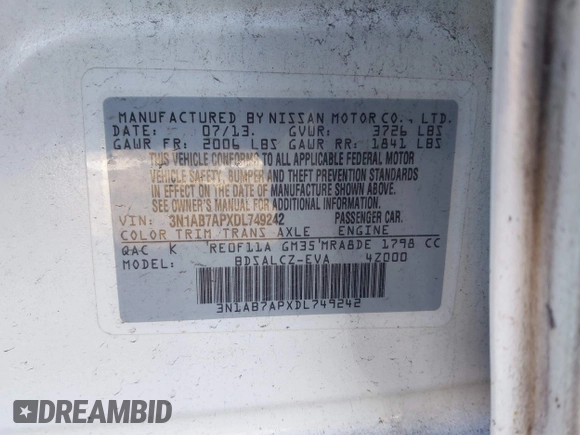 MANUFACTURED BY NISSAN MOTOR CO., LTD.
DATE: 07/13. GVWR: 3726 LBS
GAWR FR: 2006 LBS GAWR RR: 1841 LBS
THIS VEHICLE CONFORMS TO ALL APPLICABLE FEDERAL MOTOR
VEHICLE SAFETY, BUMPER AND THEFT PREVENTION STANDARDS
IN EFFECT ON THE DATE OF MANUFACTURE SHOWN ABOVE.
SEE OWNER'S MANUAL FOR ADDITIONAL INFORMATION.
VIN: 3N1AB7APXDL749242 PASSENGER CAR.
COLOR TRIM TRANS AXLE ENGINE
QAC K RE0F11A GM35 MRA8DE 1798 CC
MODEL: BDSALCZ-EVA 4Z000
3N1AB7APXDL749242
DREAMBID